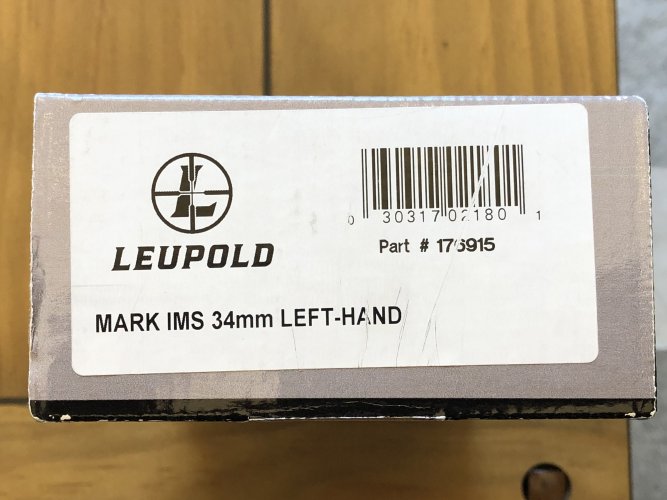 LEUPOLD
0 30317 02180 1
Part # 176915
MARK IMS 34mm LEFT-HAND